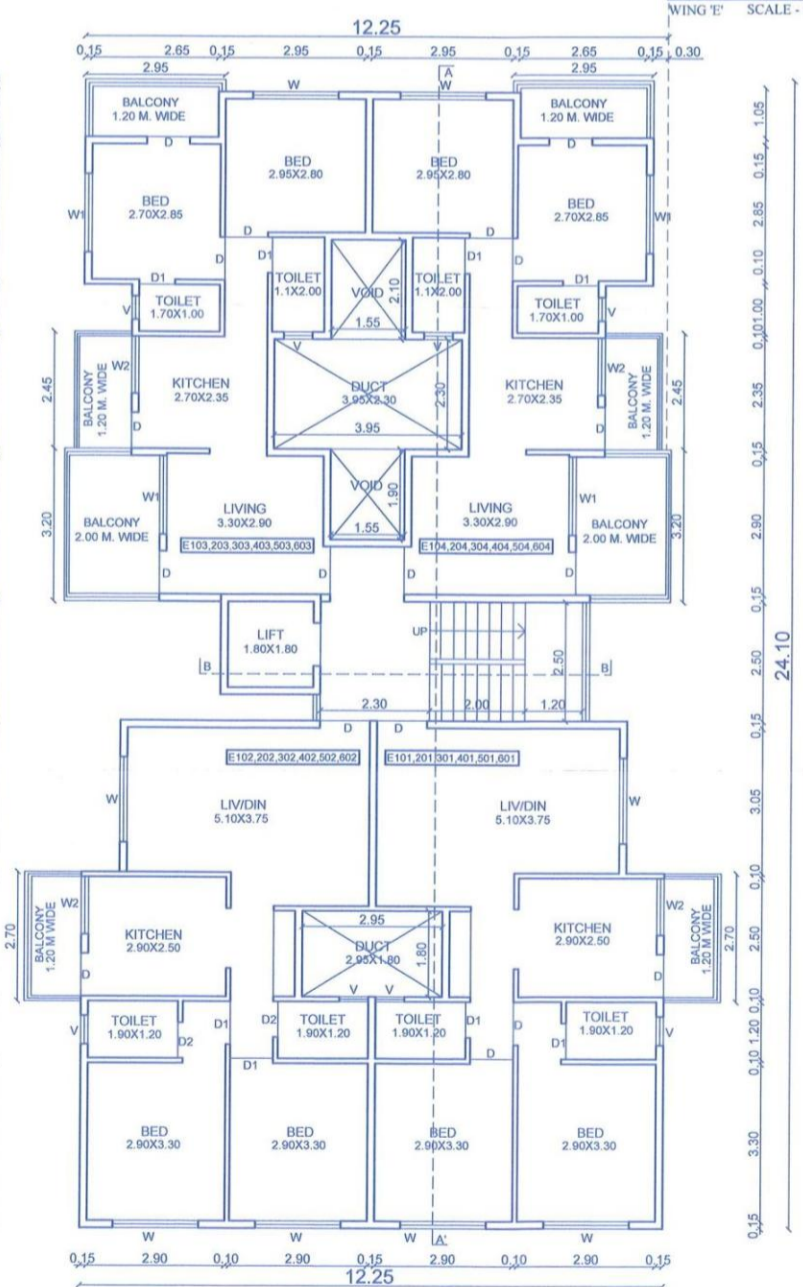 WING 'E' SCALE -
12.25
0.15 2.65 0.15 2.95 0.15 2.95 0.15 2.65 0.15 0.30
2.95 W A W 2.95
BALCONY
1.20 M. WIDE
BALCONY
1.20 M. WIDE
1.05
D D
0.15
BED
2.95X2.80
BED
2.95X2.80
BED
2.70X2.85
BED
2.70X2.85
W1 W1
2.85
D D
D D1 D1 D
D1 D1
0.10
TOILET
1.1X2.00
VOID
2.10
1.55
TOILET
1.1X2.00
TOILET
1.70X1.00
TOILET
1.70X1.00
V V
1.00
0.10
V
2.45
BALCONY
1.20 M. WIDE
W2
D
KITCHEN
2.70X2.35
DUCT
3.95X2.30
2.30
3.95
KITCHEN
2.70X2.35
W2
D
BALCONY
1.20 M. WIDE
2.45
2.35
0.15
VOID
1.90
1.55
3.20
BALCONY
2.00 M. WIDE
W1
LIVING
3.30X2.90
E103,203,303,403,503,603
LIVING
3.30X2.90
E104,204,304,404,504,604
W1
BALCONY
2.00 M. WIDE
3.20
2.90
D D D D
0.15
LIFT
1.80X1.80
UP
2.50
2.50
B B
24.10
2.30 2.00 1.20
D D
0.15
E102,202,302,402,502,602
E101,201,301,401,501,601
W W
LIV/DIN
5.10X3.75
LIV/DIN
5.10X3.75
3.05
0.10
2.70
BALCONY
1.20 M WIDE
W2
D
KITCHEN
2.90X2.50
2.95
DUCT
2.95X1.80
1.80
KITCHEN
2.90X2.50
W2
D
BALCONY
1.20 M. WIDE
2.70
2.50
V V
0.10
V
TOILET
1.90X1.20
D2
D1
D2
TOILET
1.90X1.20
TOILET
1.90X1.20
D1
D
D1
TOILET
1.90X1.20
V
1.20
D1 D
0.10
BED
2.90X3.30
BED
2.90X3.30
BED
2.90X3.30
BED
2.90X3.30
3.30
W W W A' W
0.15
0.15 2.90 0.10 2.90 0.15 2.90 0.10 2.90 0.15
12.25